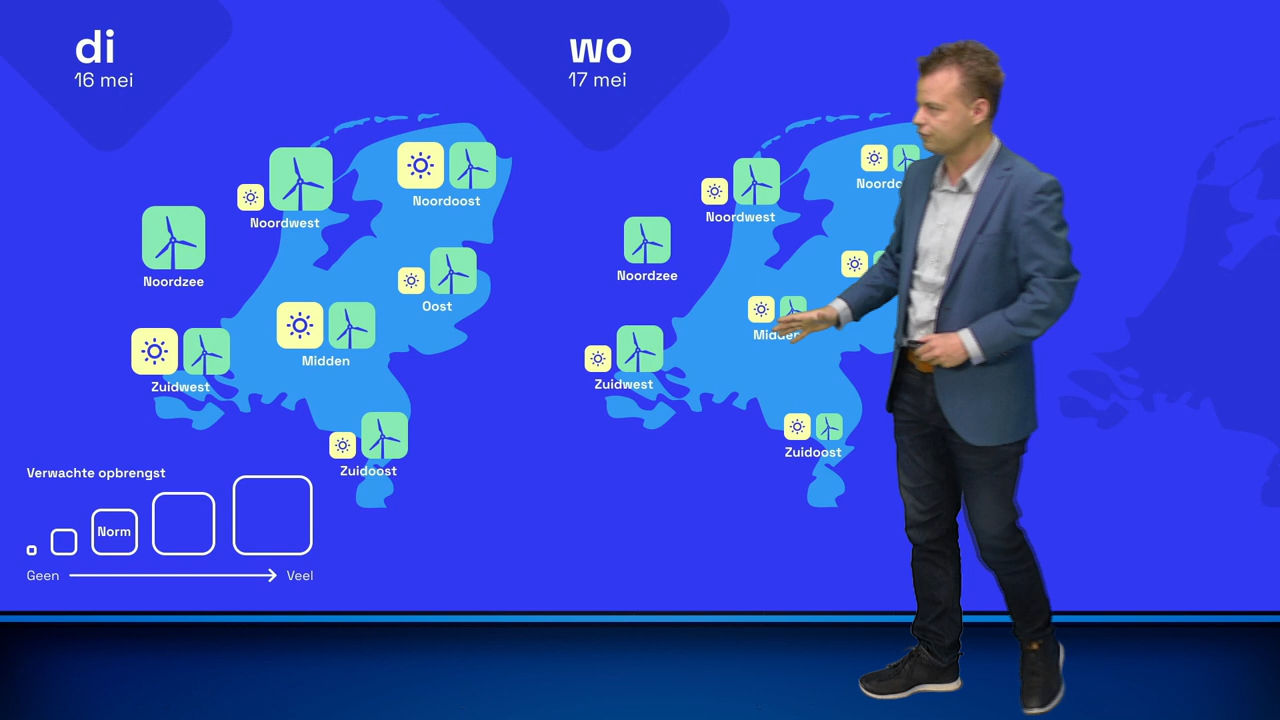 di
16 mei
wo
17 mei
Noordwest
Noordoost
Noordzee
Oost
Midden
Zuidwest
Zuidoost
Noordwest
Noordzee
Zuidwest
Zuidoost
Verwachte opbrengst
Norm
Geen
Veel